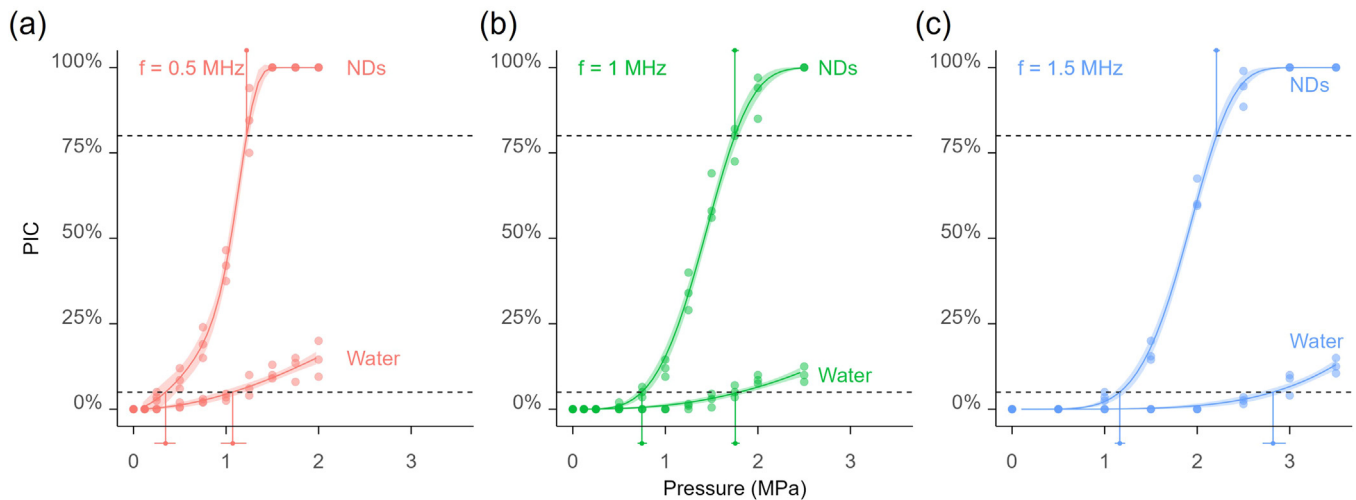 (a)
(b)
(c)
100%
f = 0.5 MHz
NDs
100%
f = 1 MHz
NDs
100%
f = 1.5 MHz
NDs
75%
75%
75%
PIC
50%
50%
50%
25%
25%
25%
Water
Water
Water
0%
0%
0%
0
1
2
3
0
1
2
3
0
1
2
3
Pressure (MPa)